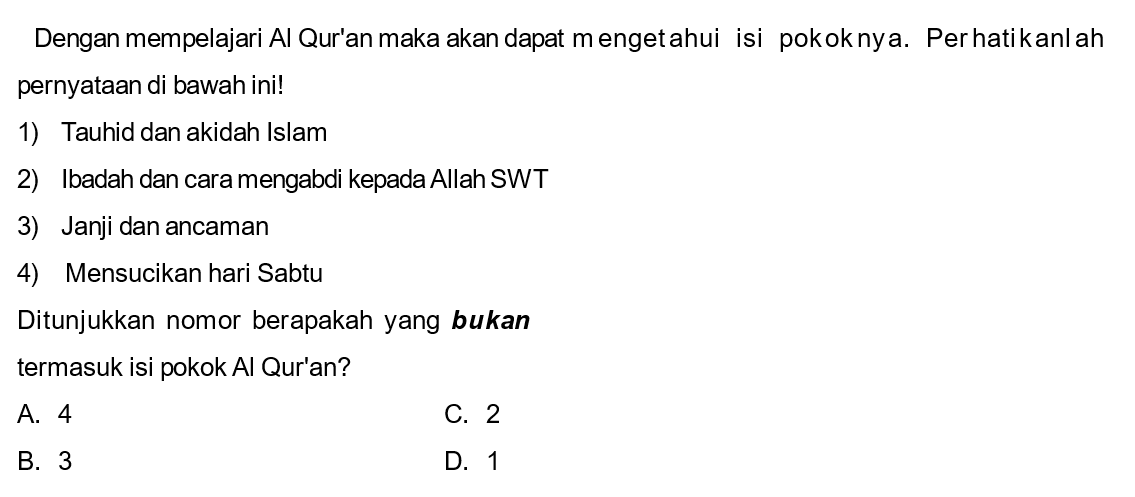 Dengan mempelajari Al Qur'an maka akan dapat mengetahui isi pokoknya. Perhatikanlah
pernyataan di bawah ini!
1) Tauhid dan akidah Islam
2) Ibadah dan cara mengabdi kepada Allah SWT
3) Janji dan ancaman
4) Mensucikan hari Sabtu
Ditunjukkan nomor berapakah yang bukan
termasuk isi pokok Al Qur'an?
A. 4 C. 2
B. 3 D. 1